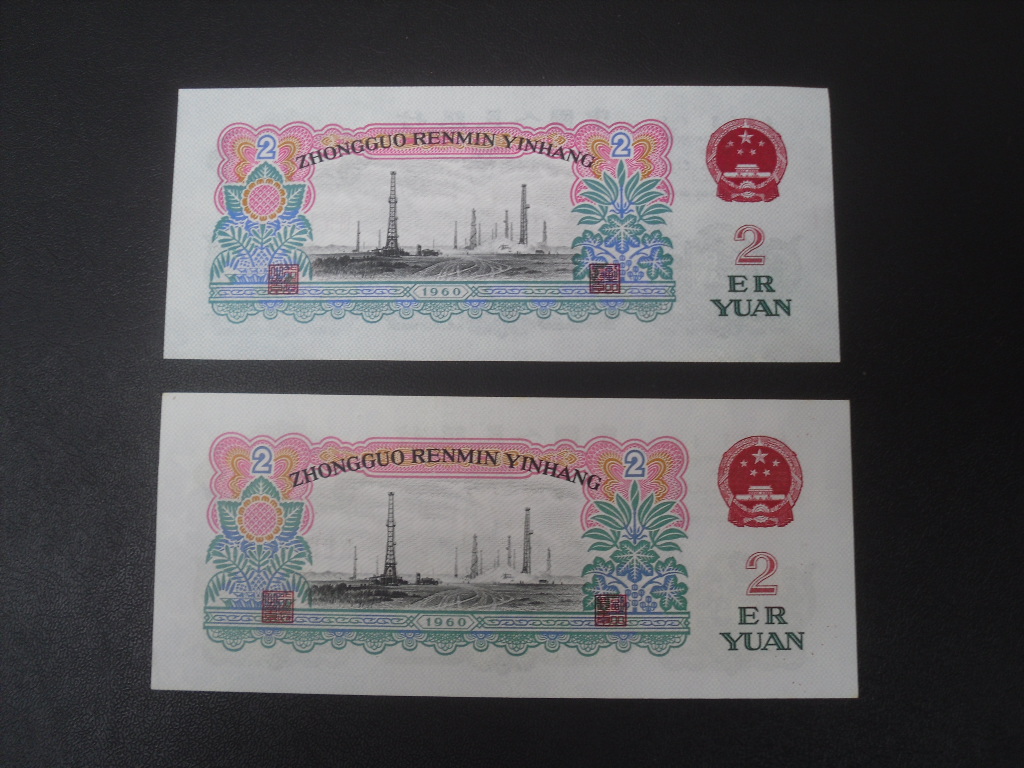 2 ZHONGGUO RENMIN YINHANG 2
2
ER
YUAN
1960
2 ZHONGGUO RENMIN YINHANG 2
2
ER
YUAN
1960